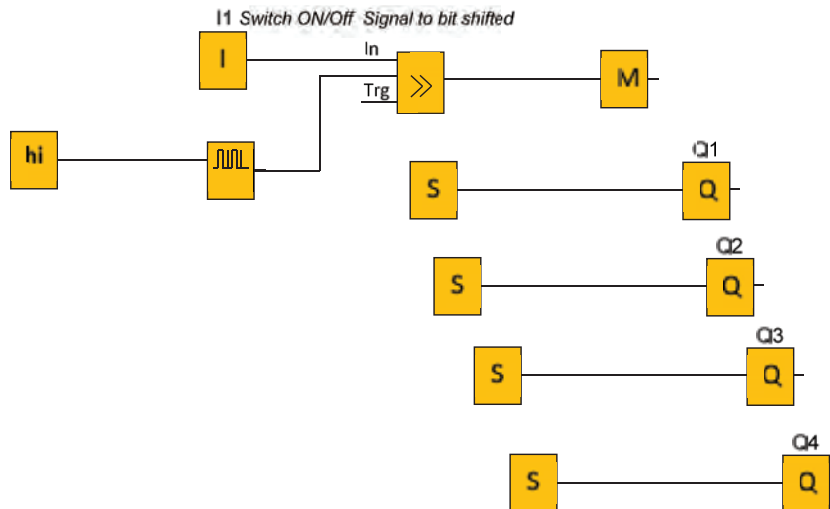 I1 Switch ON/Off Signal to bit shifted
I
In
Trg
>>
M
hi
Q1
S
Q
Q2
S
Q
Q3
S
Q
Q4
S
Q